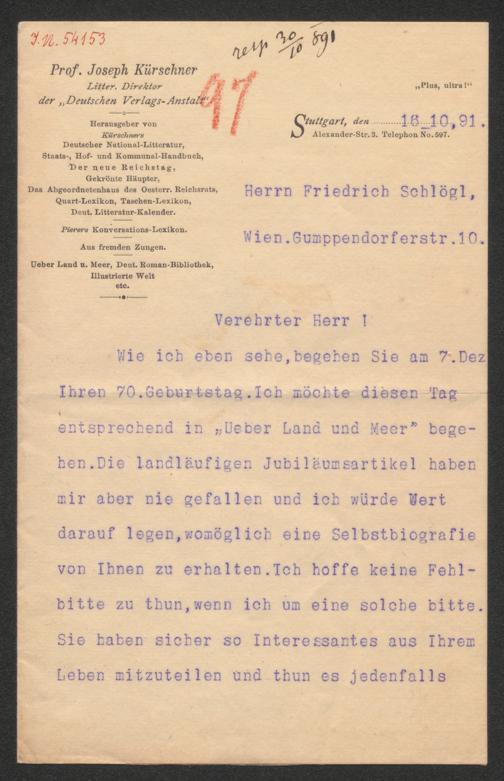 J.N. 54153
resp 30/10 891
97
Prof. Joseph Kürschner
Litter. Direktor
der „Deutschen Verlags-Anstalt“
Herausgeber von
Kürschners
Deutscher National-Litteratur,
Staats-, Hof- und Kommunal-Handbuch,
Der neue Reichstag,
Gekrönte Häupter,
Das Abgeordnetenhaus des Oesterr. Reichsrats,
Quart-Lexikon, Taschen-Lexikon,
Deut. Litteratur-Kalender.
Pierers Konversations-Lexikon.
Aus fremden Zungen.
Ueber Land u. Meer, Deut. Roman-Bibliothek,
Illustrierte Welt
etc.
„Plus, ultra!“
Stuttgart, den 16_10,91.
Alexander-Str. 3. Telephon No. 597.
Herrn Friedrich Schlögl,
Wien.Gumppendorferstr.10.
Verehrter Herr !
Wie ich eben sehe,begehen Sie am 7.Dez
Ihren 70.Geburtstag.Ich möchte diesen Tag
entsprechend in „Ueber Land und Meer” bege-
hen.Die landläufigen Jubiläumsartikel haben
mir aber nie gefallen und ich würde Wert
darauf legen,womöglich eine Selbstbiografie
von Ihnen zu erhalten.Ich hoffe keine Fehl-
bitte zu thun,wenn ich um eine solche bitte.
Sie haben sicher so Interessantes aus Ihrem
Leben mitzuteilen und thun es jedenfalls